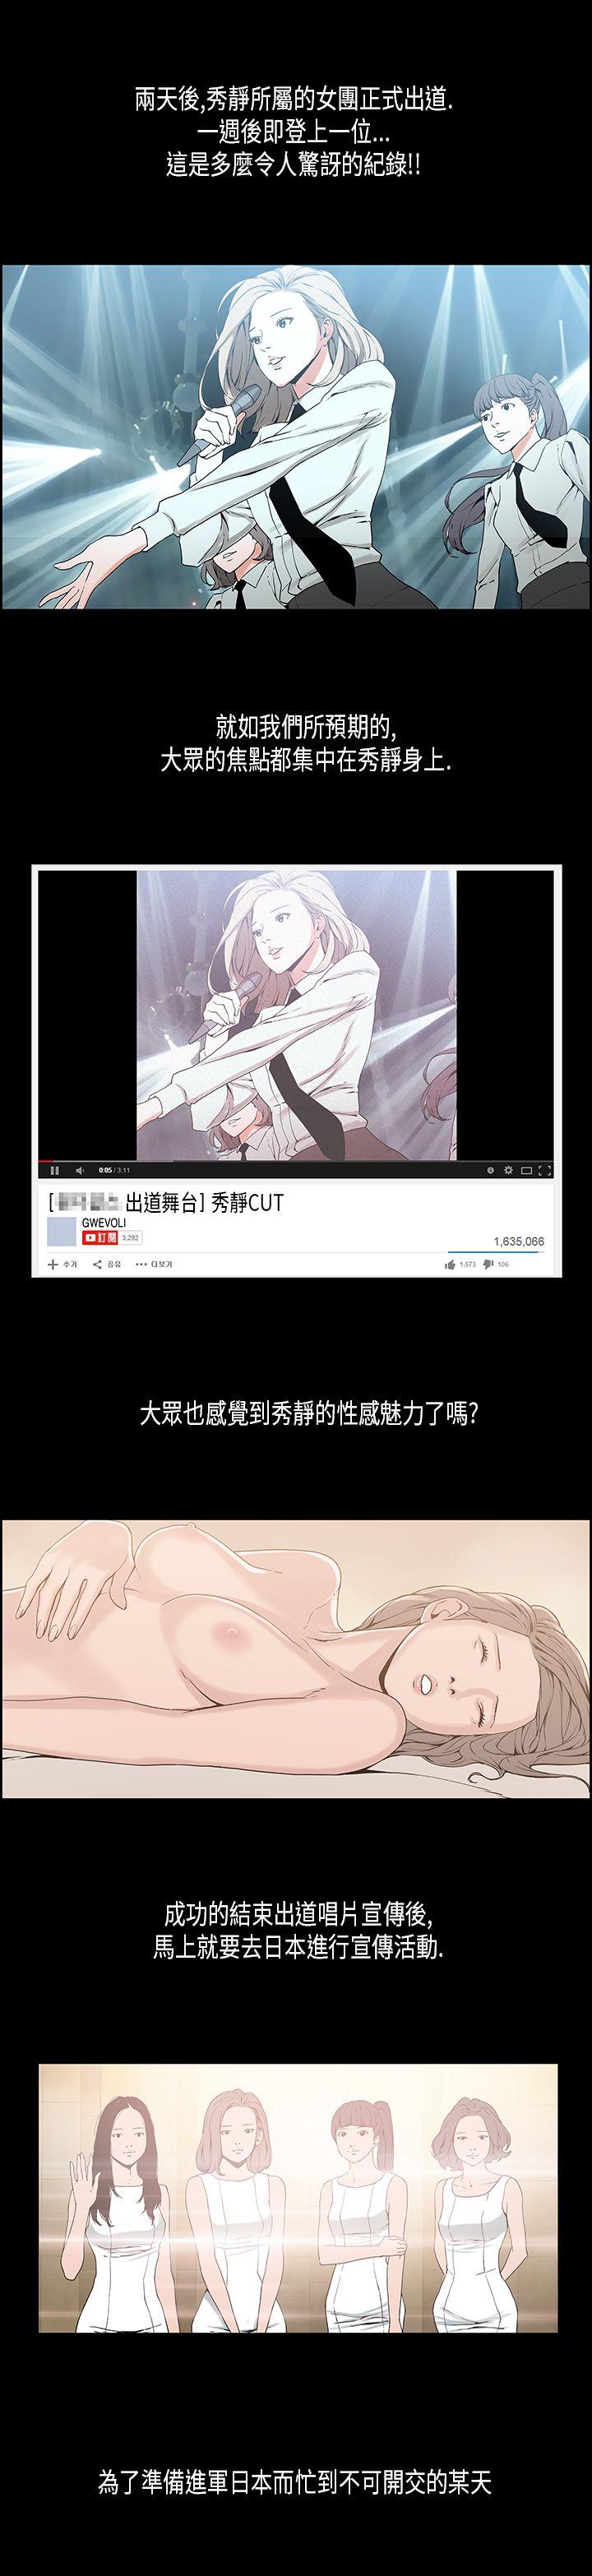 兩天後,秀靜所屬的女團正式出道.
一週後即登上一位...
這是多麼令人驚訝的紀錄!!
就如我們所預期的,
大眾的焦點都集中在秀靜身上.
0:05 / 3:11
[ 出道舞台] 秀靜CUT
GWEVOLI
訂閱 3,292
1,635,066
추가 공유 더보기 1,573 106
大眾也感覺到秀靜的性感魅力了嗎?
成功的結束出道唱片宣傳後,
馬上就要去日本進行宣傳活動.
為了準備進軍日本而忙到不可開交的某天